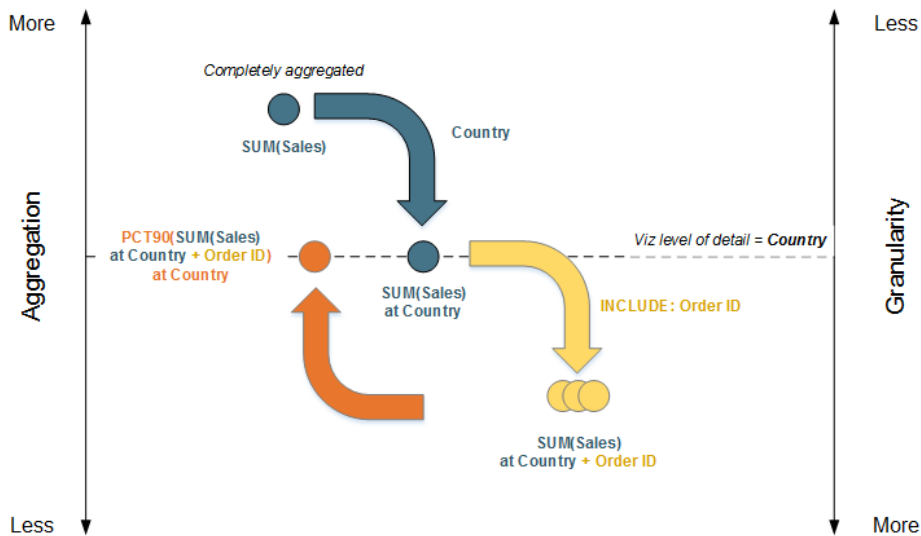 More
Less
Completely aggregated
SUM(Sales)
Country
Aggregation
PCT90(SUM(Sales)
at Country + Order ID)
at Country
SUM(Sales)
at Country
Viz level of detail = Country
Granularity
INCLUDE: Order ID
SUM(Sales)
at Country + Order ID
Less
More